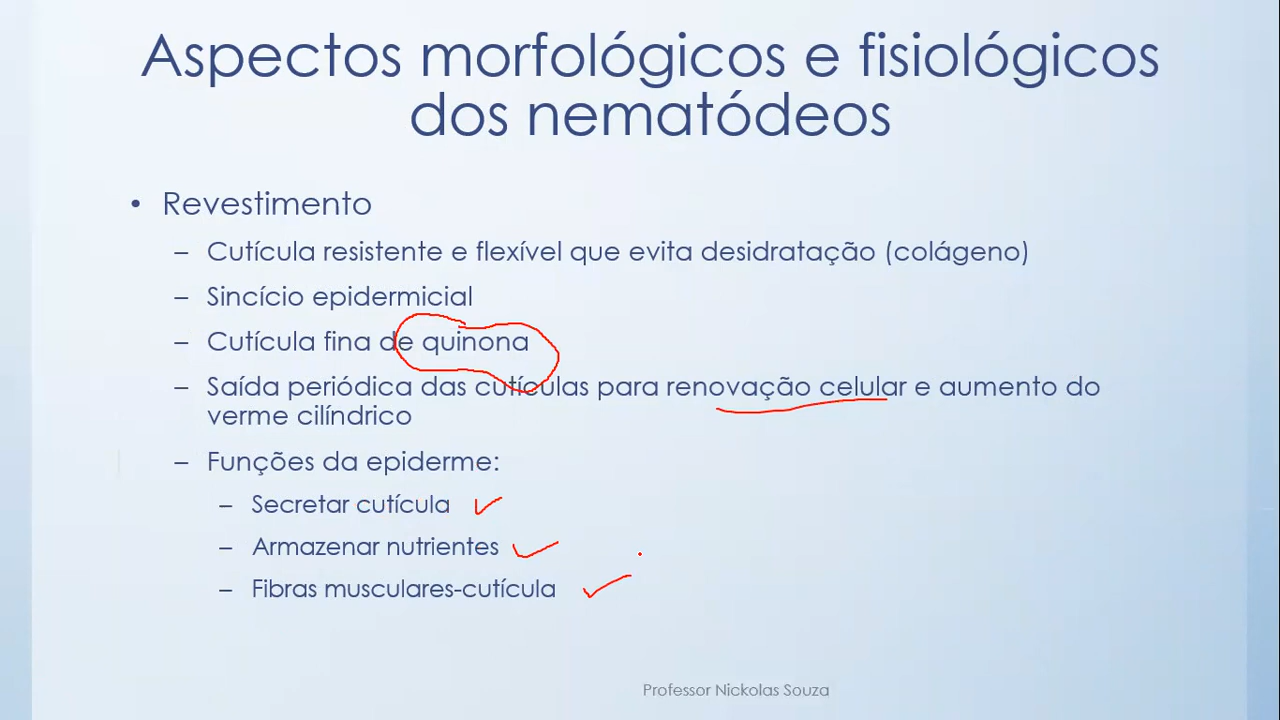 Aspectos morfológicos e fisiológicos
dos nematódeos
• Revestimento
– Cutícula resistente e flexível que evita desidratação (colágeno)
– Sincício epidermicial
– Cutícula fina de quinona
– Saída periódica das cutículas para renovação celular e aumento do
verme cilíndrico
– Funções da epiderme:
– Secretar cutícula
– Armazenar nutrientes
– Fibras musculares-cutícula
Professor Nickolas Souza